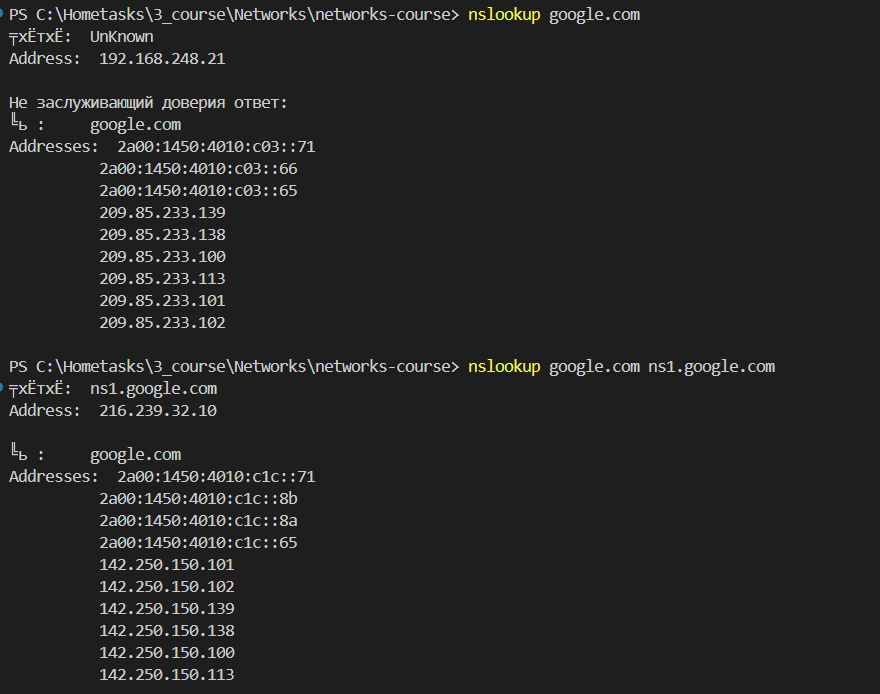 PS C:\Hometasks\3_course\Networks\networks-course> nslookup google.com
╤хЁтхЁ:  UnKnown
Address:  192.168.248.21
Не заслуживающий доверия ответ:
╚ь :     google.com
Addresses:  2a00:1450:4010:c03::71
2a00:1450:4010:c03::66
2a00:1450:4010:c03::65
209.85.233.139
209.85.233.138
209.85.233.100
209.85.233.113
209.85.233.101
209.85.233.102
PS C:\Hometasks\3_course\Networks\networks-course> nslookup google.com ns1.google.com
╤хЁтхЁ:  ns1.google.com
Address:  216.239.32.10
╚ь :     google.com
Addresses:  2a00:1450:4010:c1c::71
2a00:1450:4010:c1c::8b
2a00:1450:4010:c1c::8a
2a00:1450:4010:c1c::65
142.250.150.101
142.250.150.102
142.250.150.139
142.250.150.138
142.250.150.100
142.250.150.113